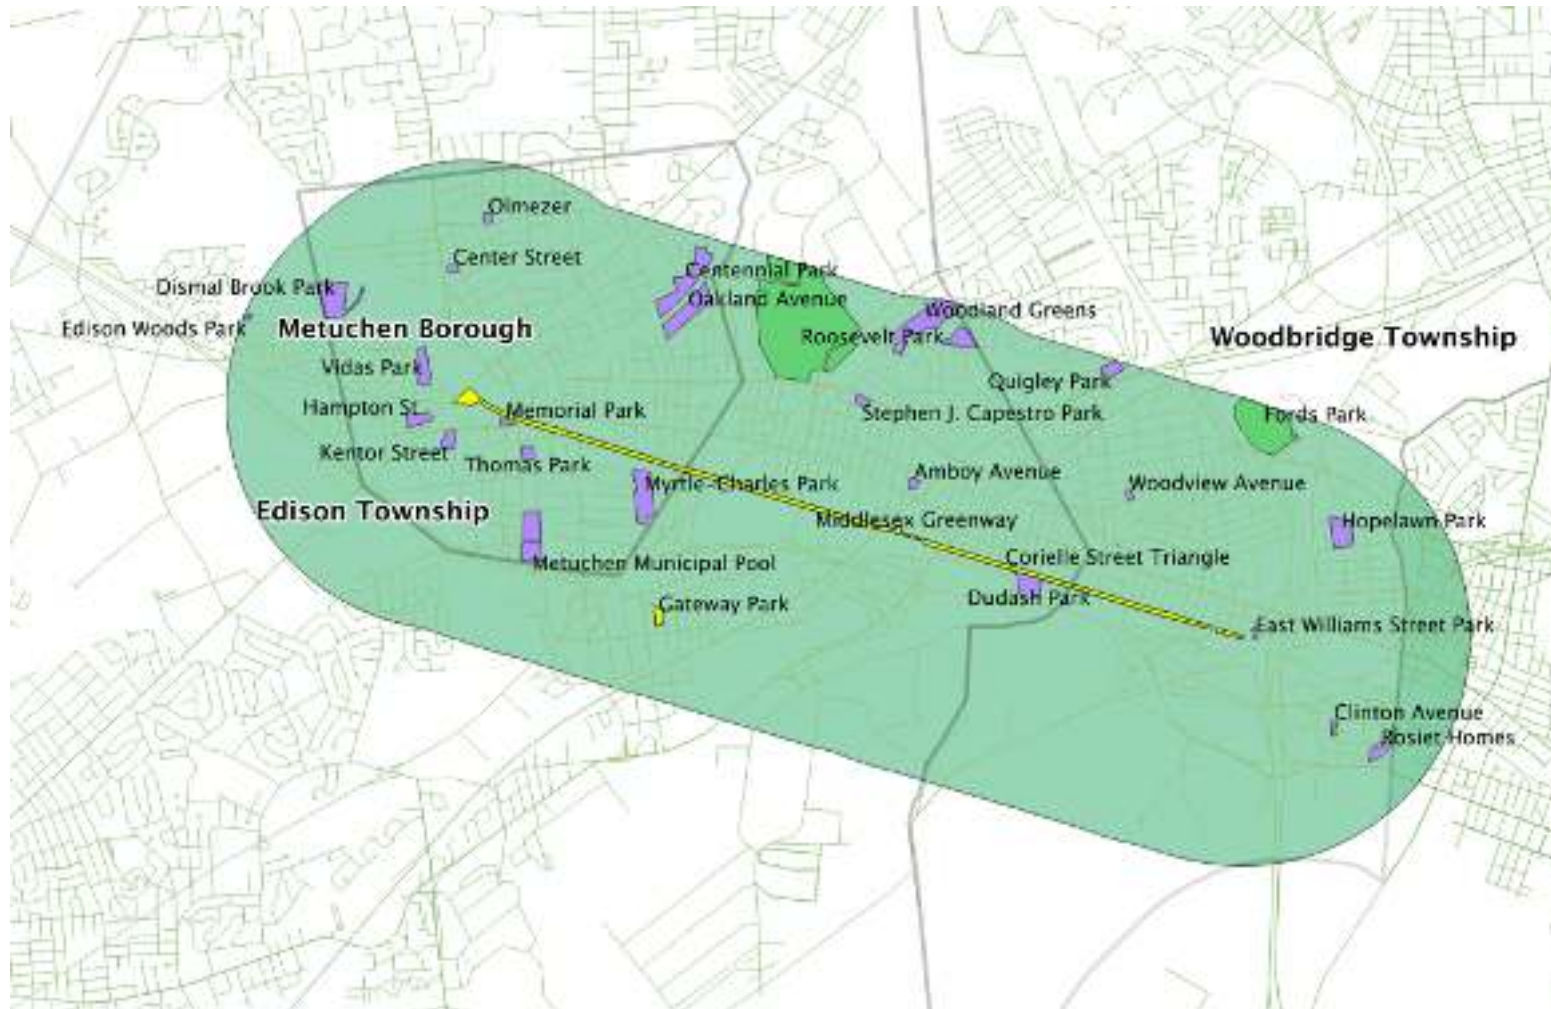 Olmezer
Center Street
Centennial Park
Dismal Brook Park
Oakland Avenue
Woodland Greens
Edison Woods Park
Metuchen Borough
Roosevelt Park
Woodbridge Township
Vidas Park
Quigley Park
Hampton St.
Memorial Park
Stephen J. Capestro Park
Fords Park
Kentor Street
Thomas Park
Amboy Avenue
Myrtle-Charles Park
Woodview Avenue
Edison Township
Middlesex Greenway
Hopelawn Park
Metuchen Municipal Pool
Corielle Street Triangle
Dudash Park
Gateway Park
East Williams Street Park
Clinton Avenue
Rosiet Homes